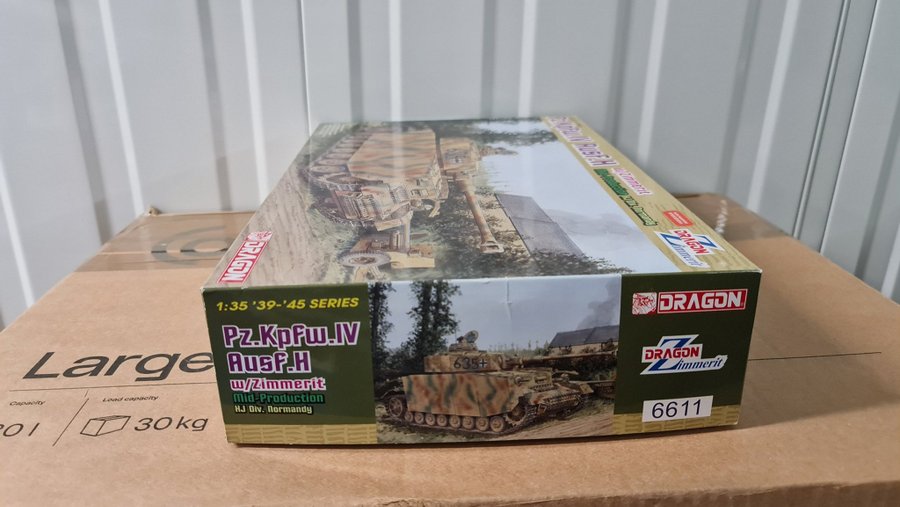 DRAGON
w/Zimmerit
DRAGON
Zimmerit
1:35 '39-'45 SERIES
Pz.Kpfw.IV
Ausf.H
w/Zimmerit
Mid-Production
HJ Div. Normandy
635
DRAGON
DRAGON
Zimmerit
6611
Large
Capacity
Load capacity
30 kg